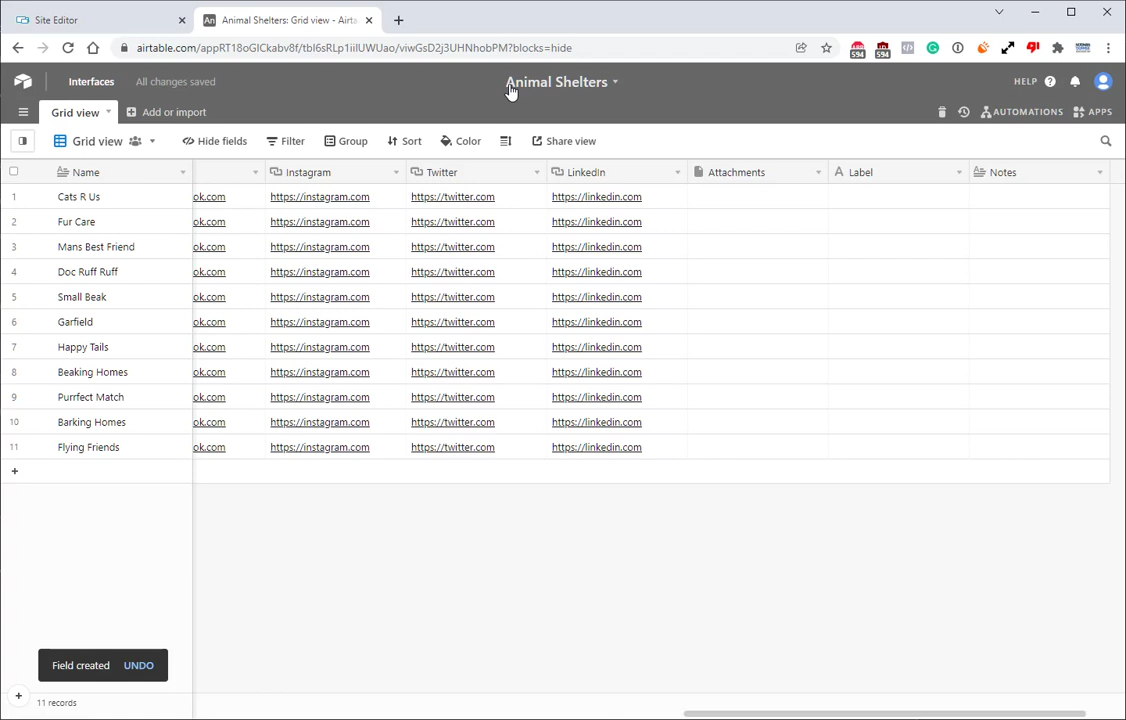 Site Editor
An Animal Shelters: Grid view - Airta
airtable.com/appRT18oGlCkabv8f/tbl6sRLp1iilUWUao/viwGsD2j3UHNhobPM?blocks=hide
594
594
Interfaces All changes saved Animal Shelters HELP
Grid view Add or import AUTOMATIONS APPS
Grid view Hide fields Filter Group Sort Color Share view
Name Instagram Twitter LinkedIn Attachments Label Notes
1 Cats R Us ok.com https://instagram.com https://twitter.com https://linkedin.com
2 Fur Care ok.com https://instagram.com https://twitter.com https://linkedin.com
3 Mans Best Friend ok.com https://instagram.com https://twitter.com https://linkedin.com
4 Doc Ruff Ruff ok.com https://instagram.com https://twitter.com https://linkedin.com
5 Small Beak ok.com https://instagram.com https://twitter.com https://linkedin.com
6 Garfield ok.com https://instagram.com https://twitter.com https://linkedin.com
7 Happy Tails ok.com https://instagram.com https://twitter.com https://linkedin.com
8 Beaking Homes ok.com https://instagram.com https://twitter.com https://linkedin.com
9 Purrfect Match ok.com https://instagram.com https://twitter.com https://linkedin.com
10 Barking Homes ok.com https://instagram.com https://twitter.com https://linkedin.com
11 Flying Friends ok.com https://instagram.com https://twitter.com https://linkedin.com
+
Field created UNDO
+ 11 records